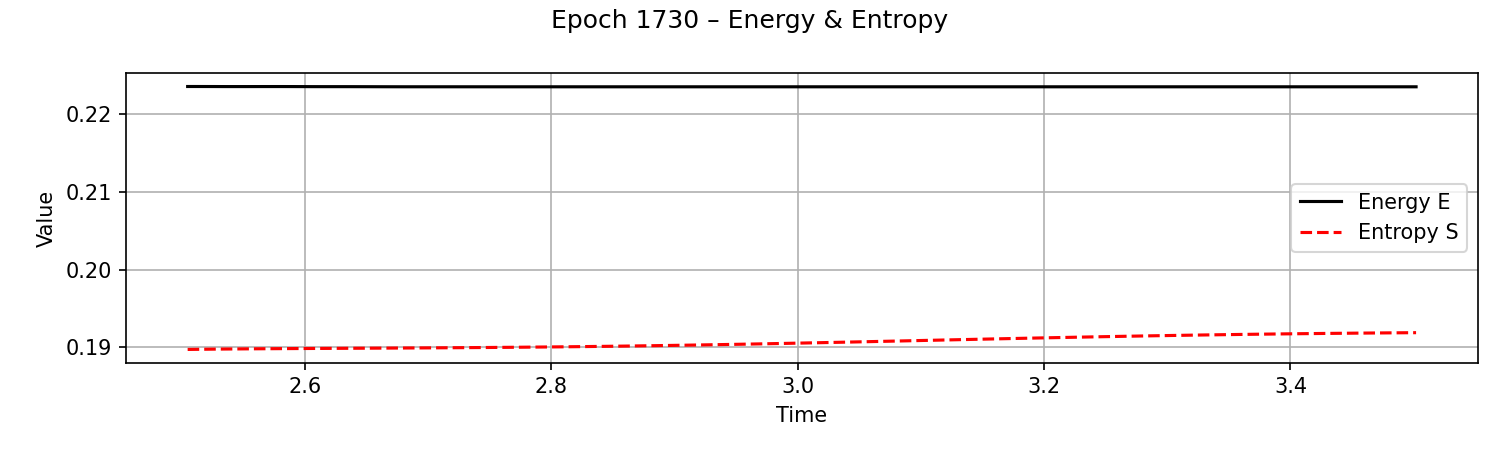 Epoch 1730 – Energy & Entropy
Value
0.22
0.21
0.20
0.19
Energy E
Entropy S
2.6 2.8 3.0 3.2 3.4
Time